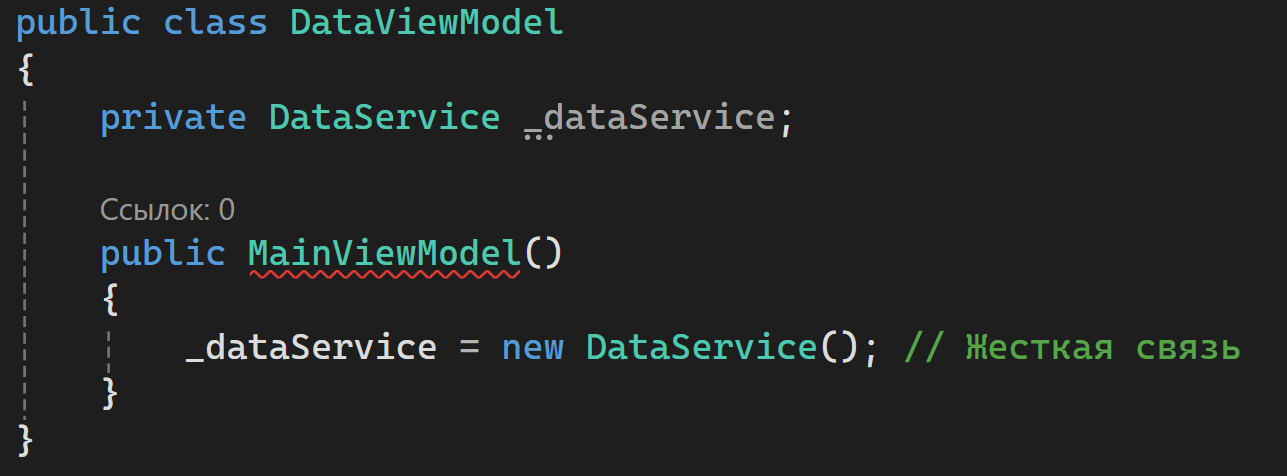 public class DataViewModel
{
private DataService _dataService;
Ссылок: 0
public MainViewModel()
{
_dataService = new DataService(); // Жесткая связь
}
}